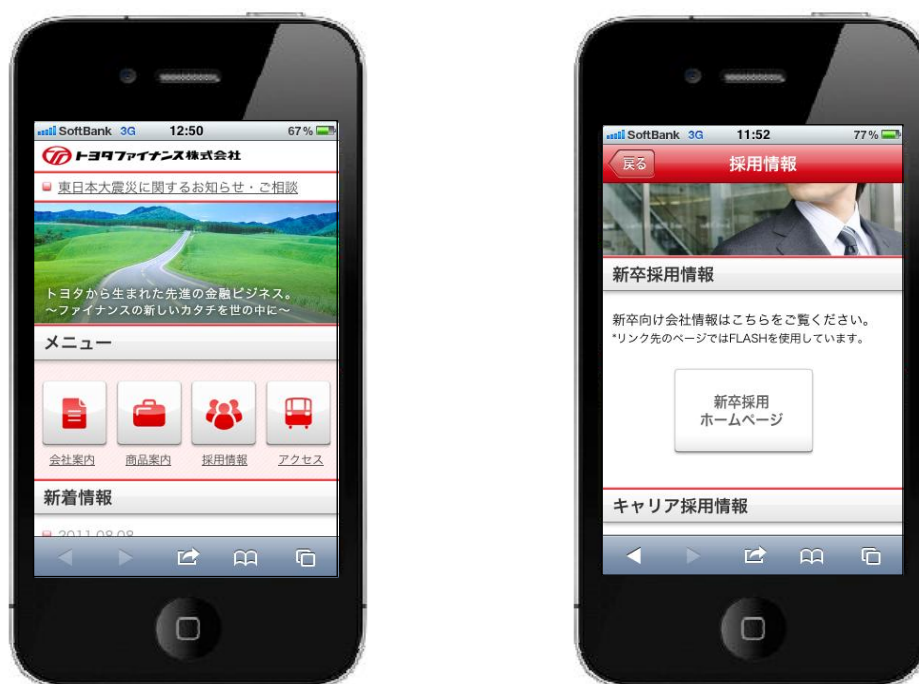 SoftBank 3G 12:50 67%
トヨタファイナンス株式会社
東日本大震災に関するお知らせ・ご相談
トヨタから生まれた先進の金融ビジネス。
〜ファイナンスの新しいカタチを世の中に〜
メニュー
会社案内 商品案内 採用情報 アクセス
新着情報
2011.08.08
SoftBank 3G 11:52 77%
戻る 採用情報
新卒採用情報
新卒向け会社情報はこちらをご覧ください。
*リンク先のページではFLASHを使用しています。
新卒採用
ホームページ
キャリア採用情報